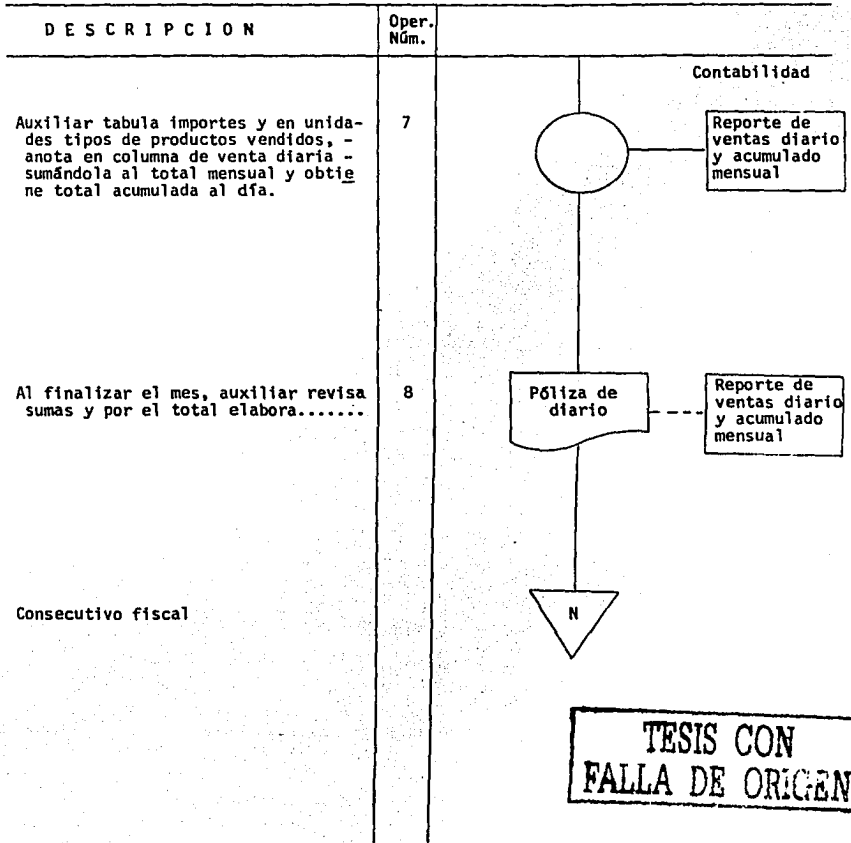 D E S C R I P C I O N
Oper.
Núm.
Contabilidad
Auxiliar tabula importes y en unida-
des tipos de productos vendidos, -
anota en columna de venta diaria -
sumándola al total mensual y obtie
ne total acumulada al día.
7
Reporte de
ventas diario
y acumulado
mensual
Al finalizar el mes, auxiliar revisa
sumas y por el total elabora.......
8
Póliza de
diario
Reporte de
ventas diario
y acumulado
mensual
Consecutivo fiscal
N
TESIS CON
FALLA DE ORIGEN